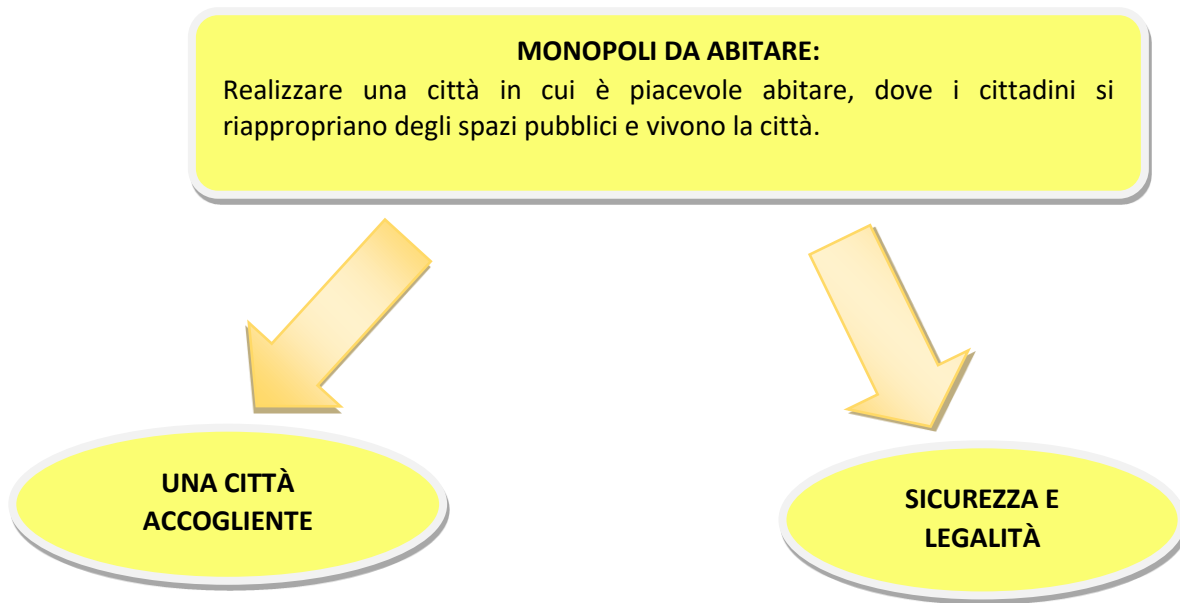 MONOPOLI DA ABITARE:
Realizzare una città in cui è piacevole abitare, dove i cittadini si
riappropriano degli spazi pubblici e vivono la città.
UNA CITTÀ
ACCOGLIENTE
SICUREZZA E
LEGALITÀ